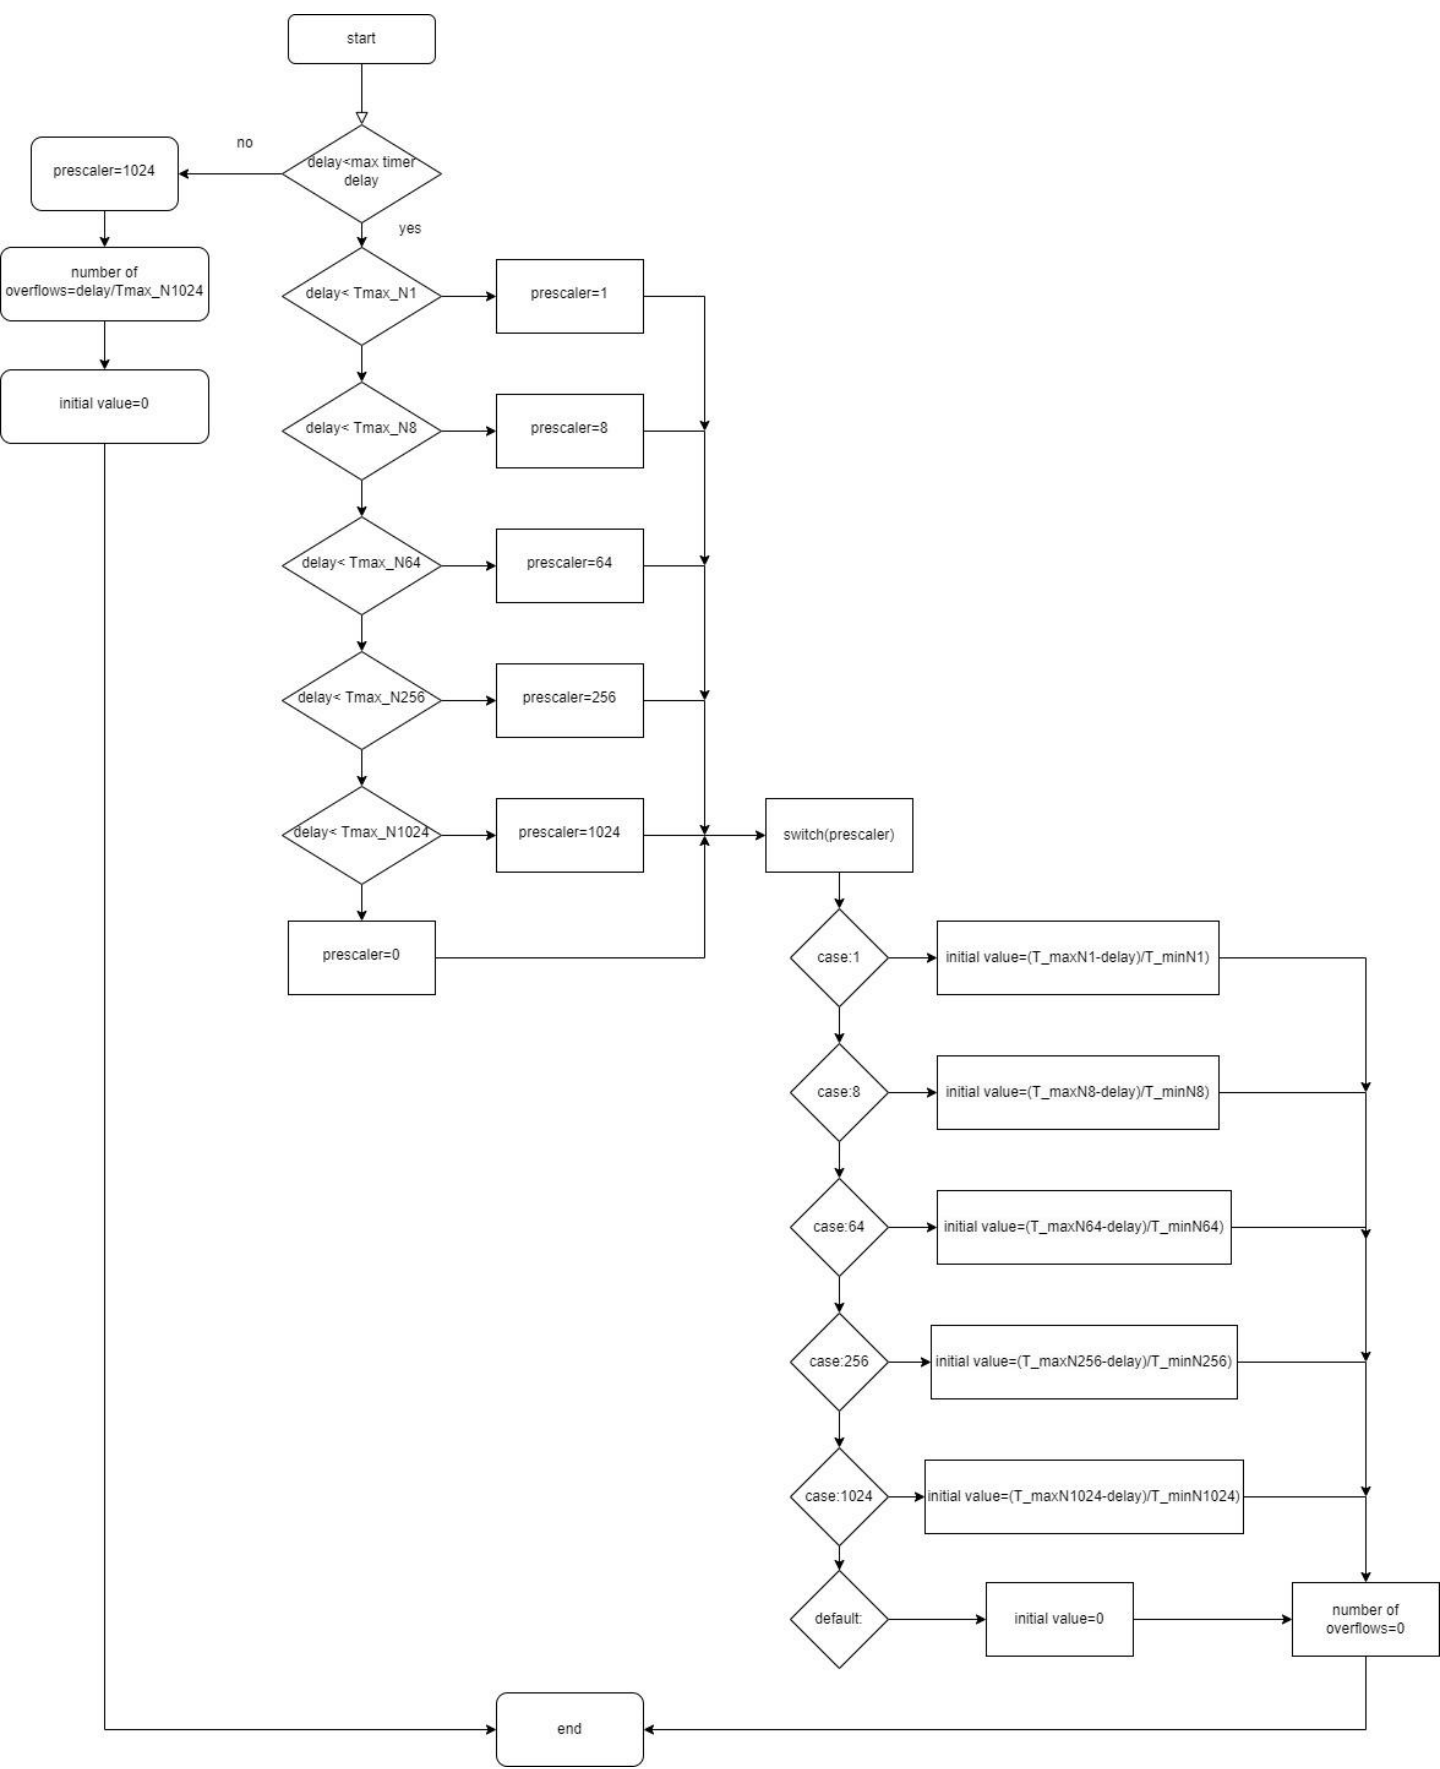 start
no
delay<max timer
delay
prescaler=1024
yes
number of
overflows=delay/Tmax_N1024
delay< Tmax_N1
prescaler=1
initial value=0
delay< Tmax_N8
prescaler=8
delay< Tmax_N64
prescaler=64
delay< Tmax_N256
prescaler=256
delay< Tmax_N1024
prescaler=1024
switch(prescaler)
prescaler=0
case:1
initial value=(T_maxN1-delay)/T_minN1)
case:8
initial value=(T_maxN8-delay)/T_minN8)
case:64
initial value=(T_maxN64-delay)/T_minN64)
case:256
initial value=(T_maxN256-delay)/T_minN256)
case:1024
initial value=(T_maxN1024-delay)/T_minN1024)
default:
initial value=0
number of
overflows=0
end